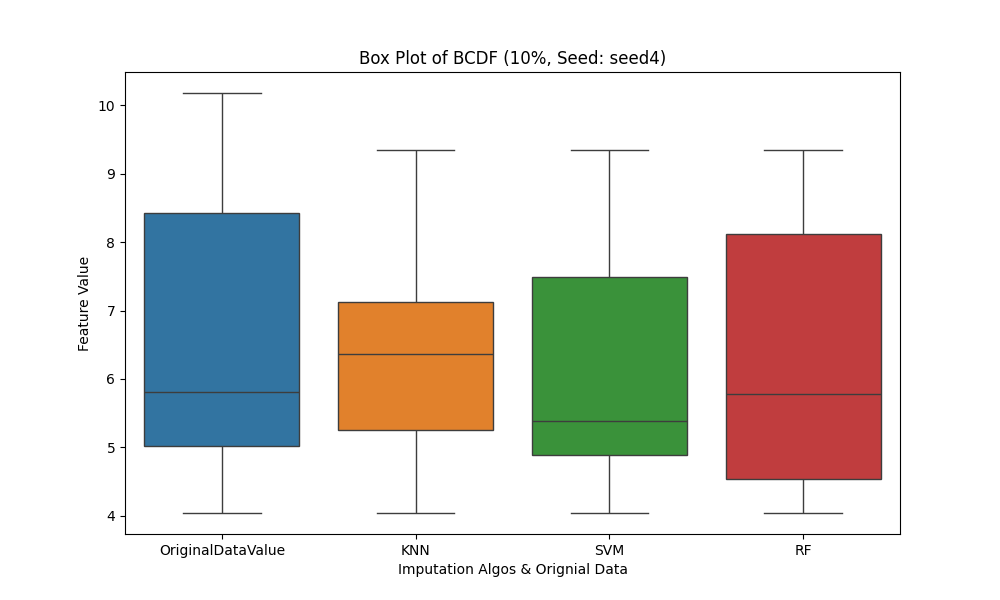 Box Plot of BCDF (10%, Seed: seed4)
10
9
8
7
6
5
4
Feature Value
OriginalDataValue
KNN
SVM
RF
Imputation Algos & Orignial Data